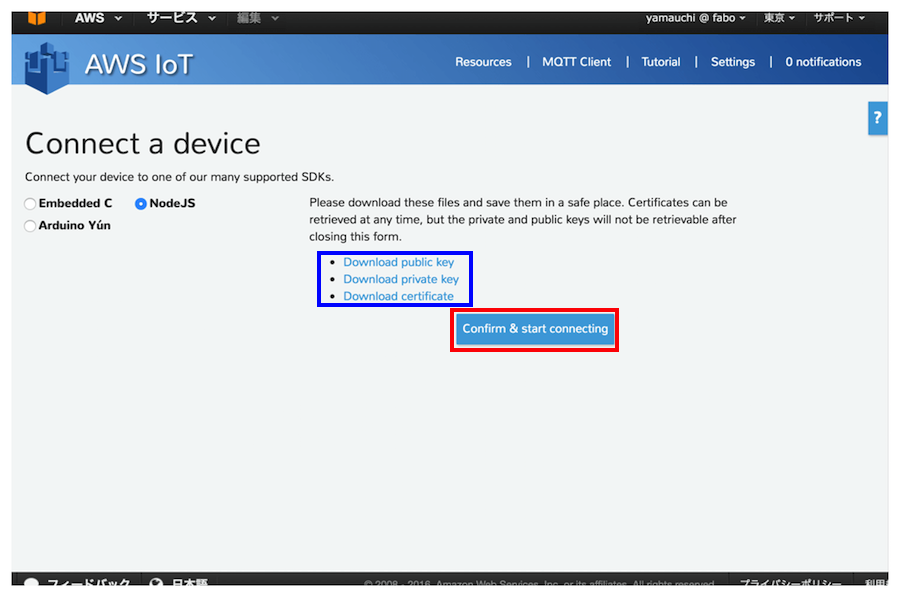 AWS サービス 編集 yamauchi @ fabo 東京 サポート
AWS IoT Resources | MQTT Client | Tutorial | Settings | 0 notifications
?
Connect a device
Connect your device to one of our many supported SDKs.
Embedded C NodeJS
Arduino Yún
Please download these files and save them in a safe place. Certificates can be
retrieved at any time, but the private and public keys will not be retrievable after
closing this form.
Download public key
Download private key
Download certificate
Confirm & start connecting
フィードバック 日本語 © 2008 - 2016, Amazon Web Services, Inc. or its affiliates. All rights reserved. プライバシーポリシー 利用